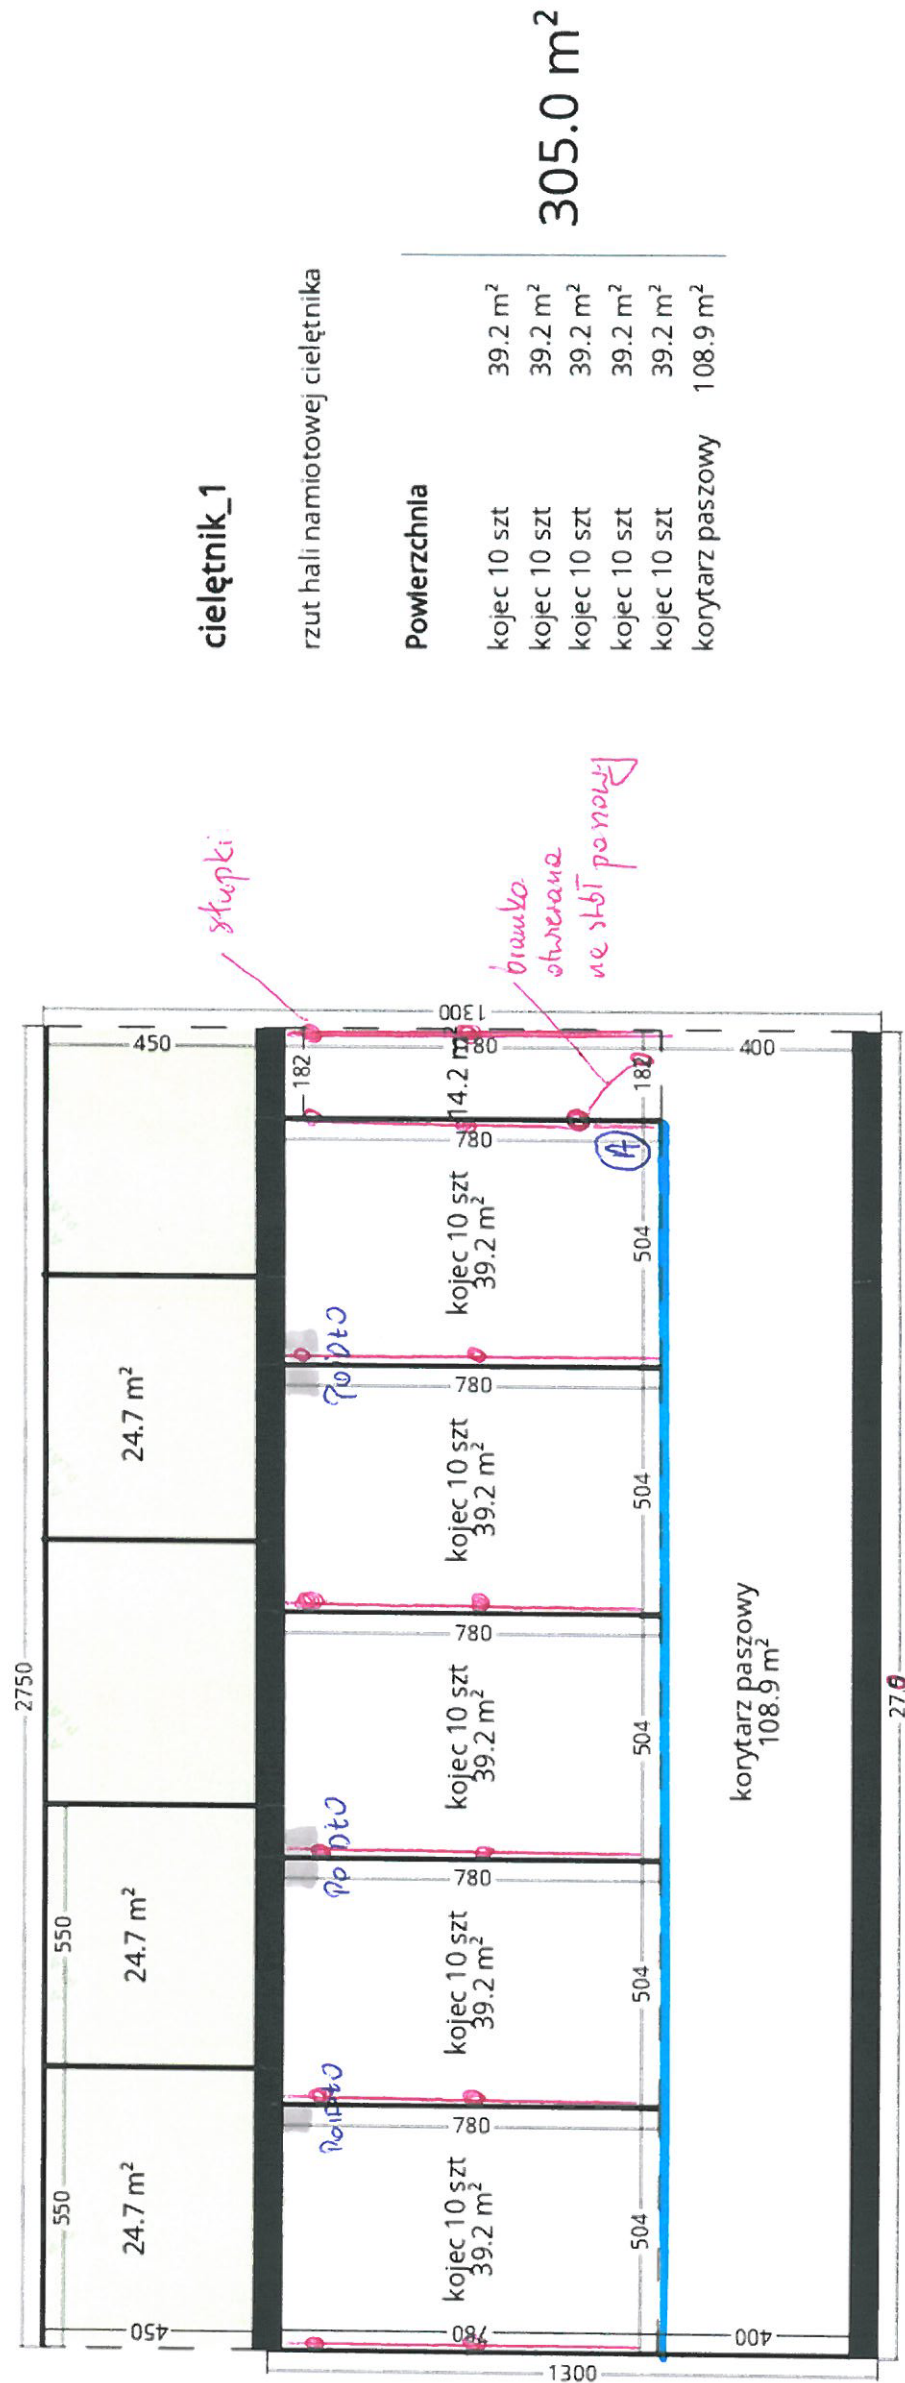 cielętnik_1
rzut hali namiotowej cielętnika
Powierzchnia
kojec 10 szt 39.2 m²
kojec 10 szt 39.2 m²
kojec 10 szt 39.2 m²
kojec 10 szt 39.2 m²
kojec 10 szt 39.2 m²
korytarz paszowy 108.9 m²
305.0 m²
słupki
bramka
otwierana
na stół paszowy
2750
550
550
450
24.7 m²
24.7 m²
24.7 m²
450
1300
780
182
14.2 m²
182
400
780
kojec 10 szt
39.2 m²
504
A
POIDŁO
780
kojec 10 szt
39.2 m²
504
780
kojec 10 szt
39.2 m²
504
POIDŁO
780
kojec 10 szt
39.2 m²
504
POIDŁO
780
kojec 10 szt
39.2 m²
504
780
400
1300
korytarz paszowy
108.9 m²